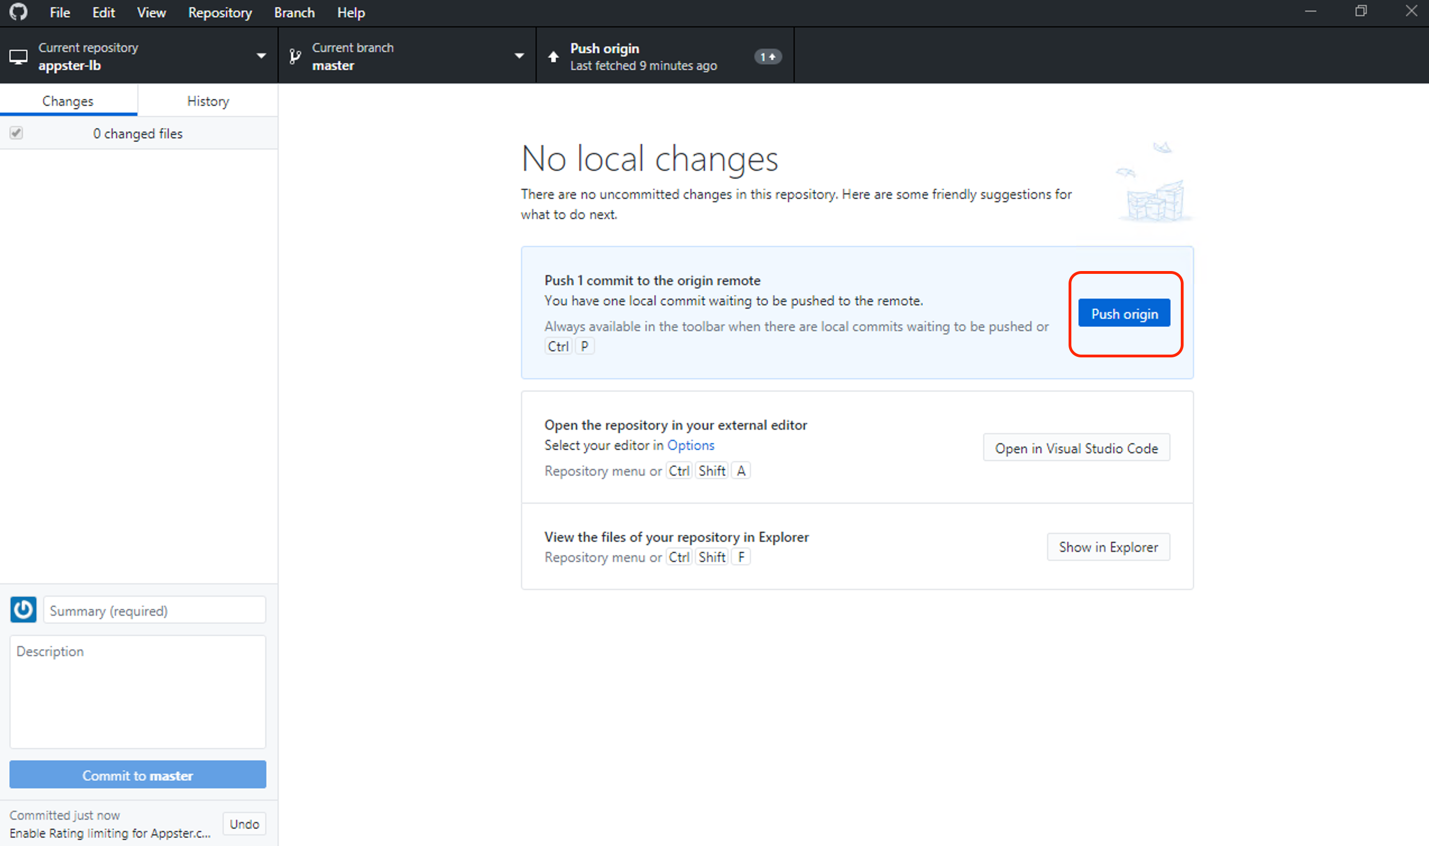 File Edit View Repository Branch Help
Current repository
appster-lb
Current branch
master
Push origin
Last fetched 9 minutes ago
1
Changes
History
0 changed files
No local changes
There are no uncommitted changes in this repository. Here are some friendly suggestions for
what to do next.
Push 1 commit to the origin remote
You have one local commit waiting to be pushed to the remote.
Always available in the toolbar when there are local commits waiting to be pushed or
Ctrl P
Push origin
Open the repository in your external editor
Select your editor in Options
Repository menu or Ctrl Shift A
Open in Visual Studio Code
View the files of your repository in Explorer
Repository menu or Ctrl Shift F
Show in Explorer
Summary (required)
Description
Commit to master
Committed just now
Enable Rating limiting for Appster.c...
Undo